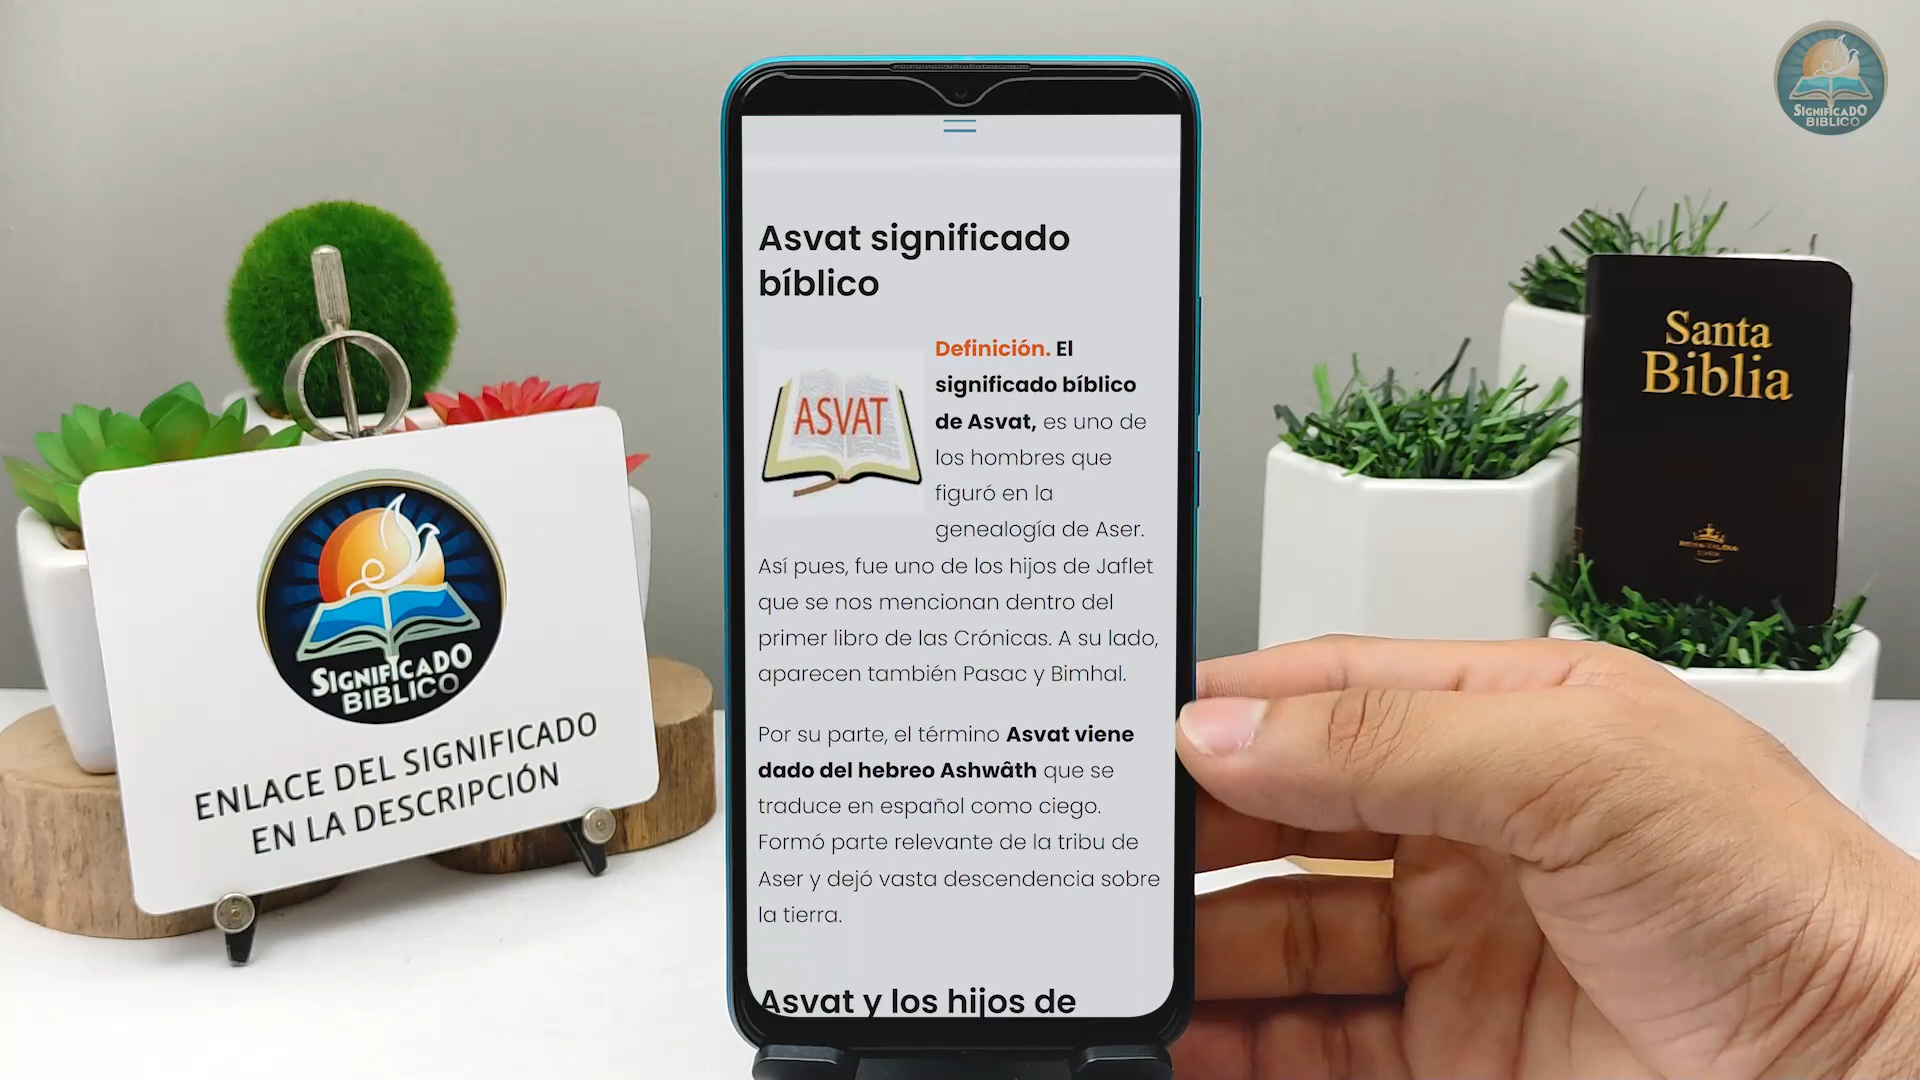 SIGNIFICADO
BIBLICO
Asvat significado
bíblico
ASVAT
Definición. El
significado bíblico
de Asvat, es uno de
los hombres que
figuró en la
genealogía de Aser.
Así pues, fue uno de los hijos de Jaflet
que se nos mencionan dentro del
primer libro de las Crónicas. A su lado,
aparecen también Pasac y Bimhal.
Por su parte, el término Asvat viene
dado del hebreo Ashwâth que se
traduce en español como ciego.
Formó parte relevante de la tribu de
Aser y dejó vasta descendencia sobre
la tierra.
Asvat y los hijos de
SIGNIFICADO
BIBLICO
ENLACE DEL SIGNIFICADO
EN LA DESCRIPCIÓN
Santa
Biblia